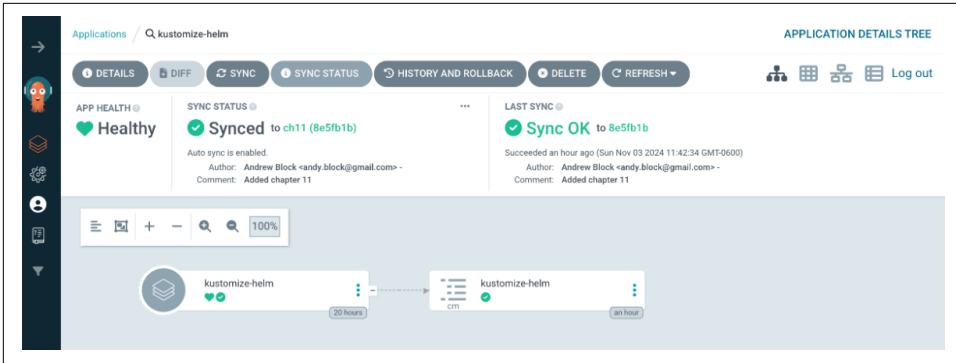 Applications / kustomize-helm
APPLICATION DETAILS TREE
DETAILS DIFF SYNC SYNC STATUS HISTORY AND ROLLBACK DELETE REFRESH Log out
APP HEALTH
Healthy
SYNC STATUS
Synced to ch11 (8e5fb1b)
Auto sync is enabled.
Author: Andrew Block <andy.block@gmail.com> -
Comment: Added chapter 11
LAST SYNC
Sync OK to 8e5fb1b
Succeeded an hour ago (Sun Nov 03 2024 11:42:34 GMT-0600)
Author: Andrew Block <andy.block@gmail.com> -
Comment: Added chapter 11
100%
kustomize-helm
20 hours
cm
kustomize-helm
an hour